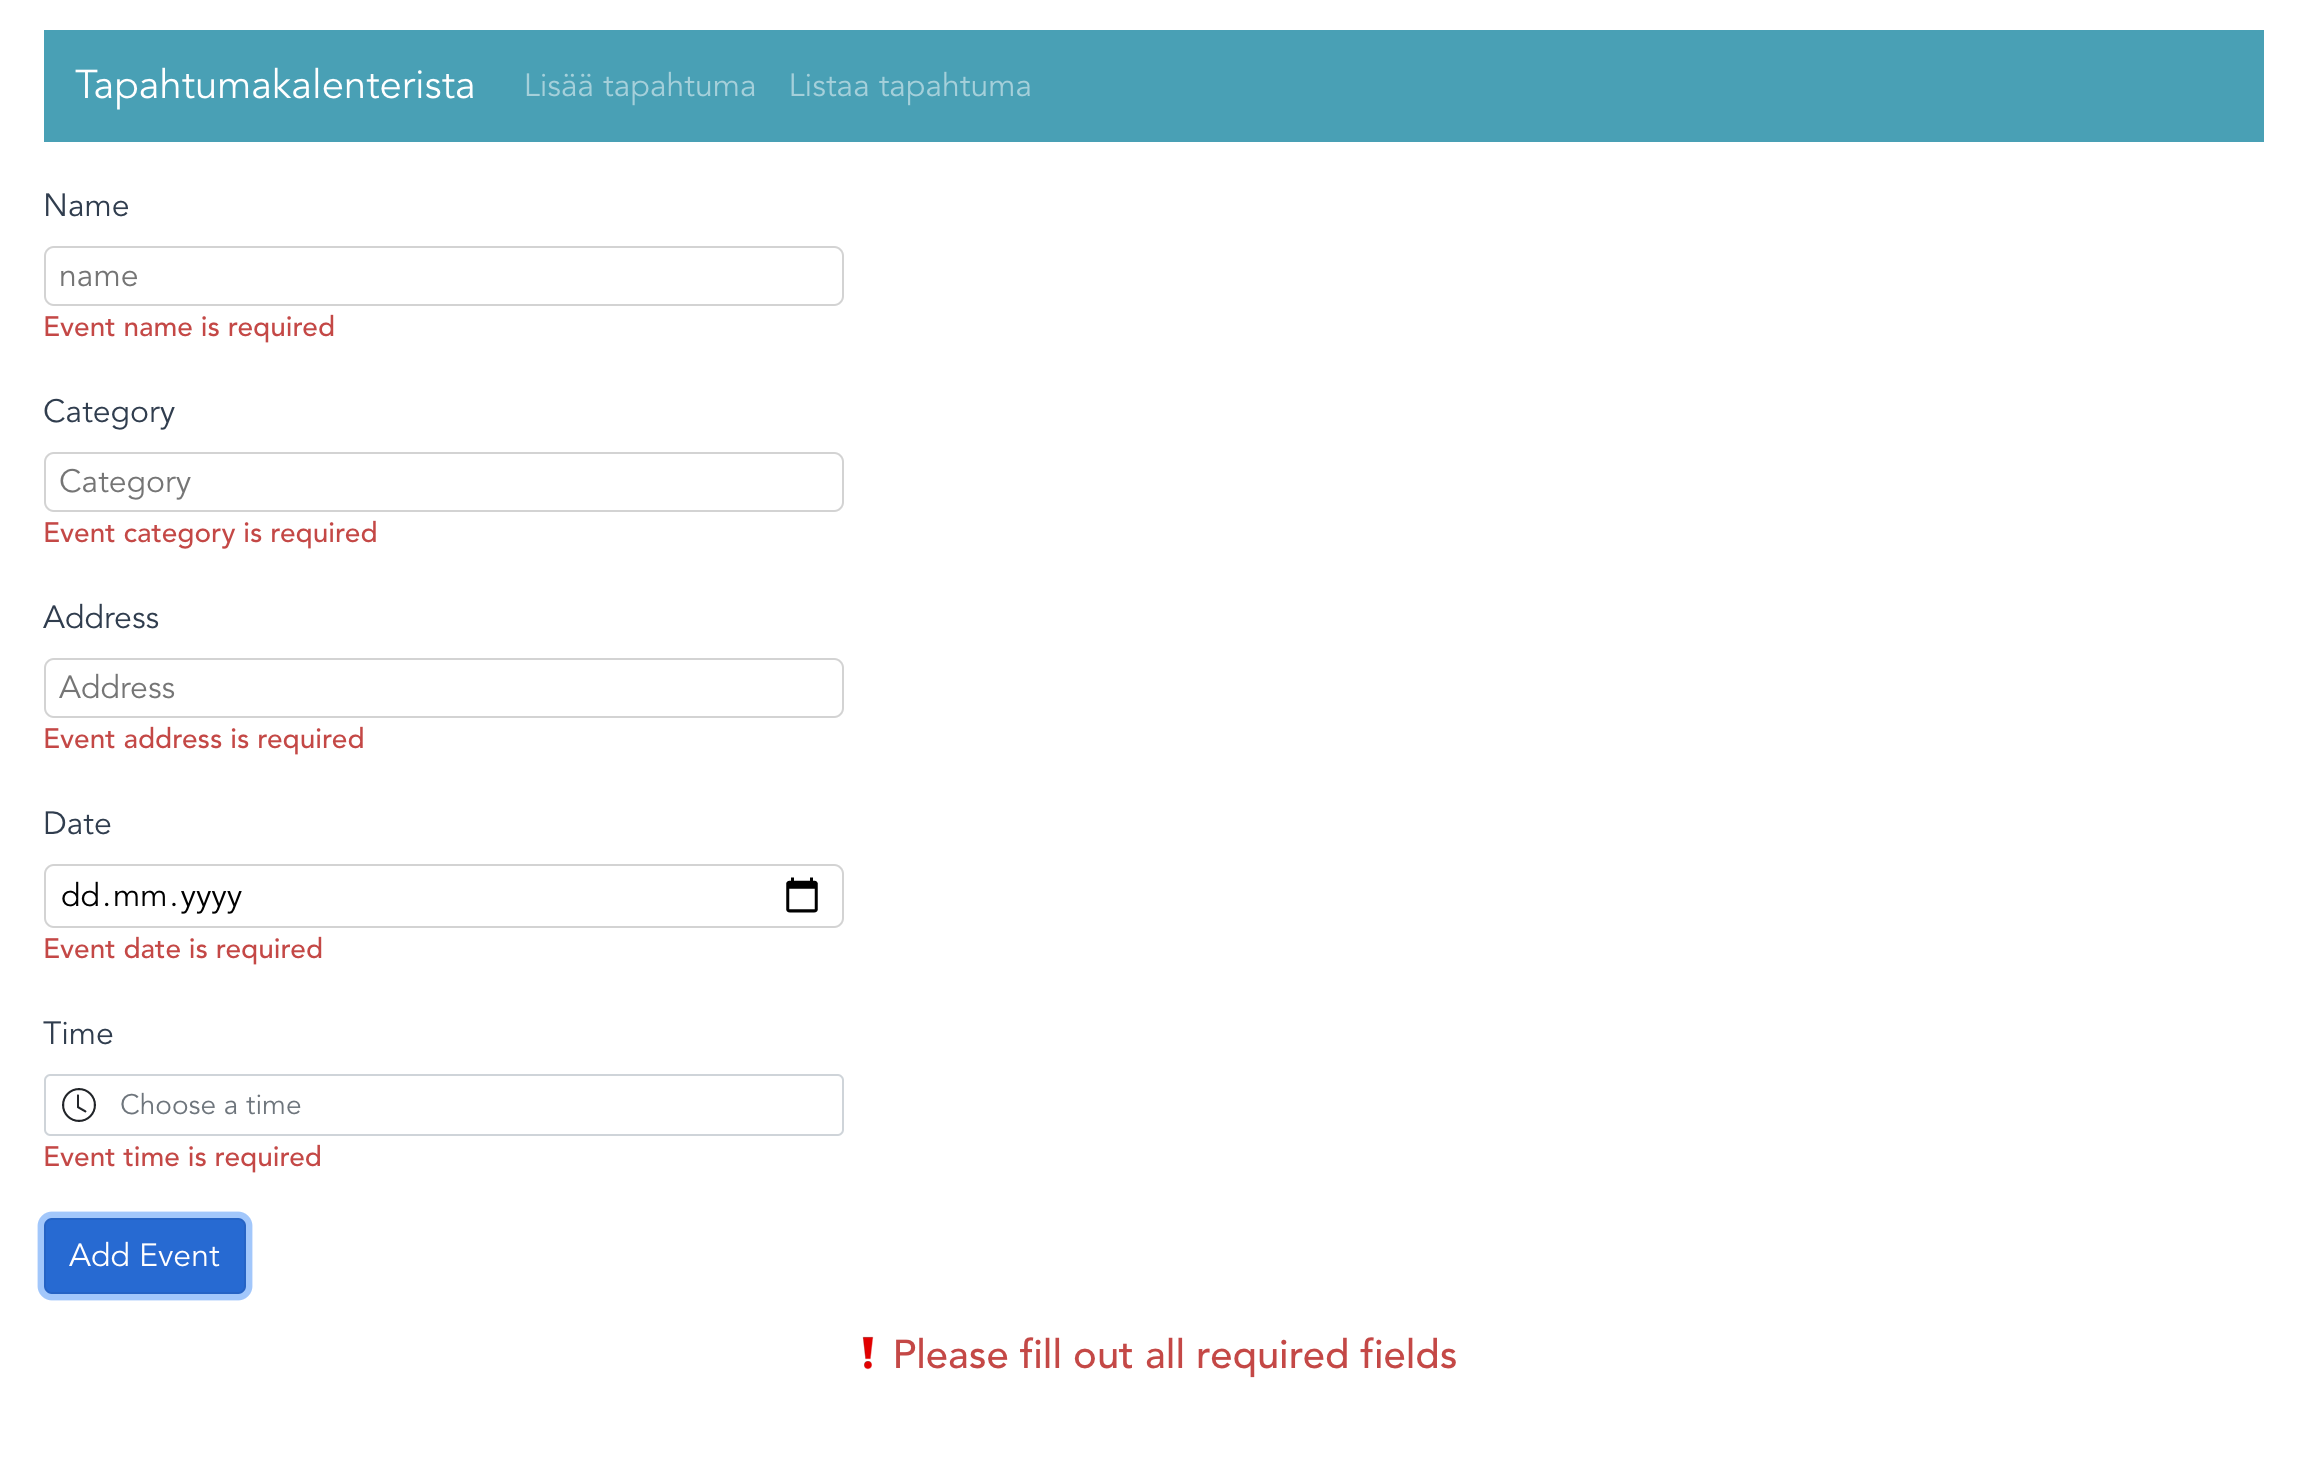 Tapahtumakalenterista Lisää tapahtuma Listaa tapahtuma
Name
name
Event name is required
Category
Category
Event category is required
Address
Address
Event address is required
Date
dd.mm.yyyy
Event date is required
Time
Choose a time
Event time is required
Add Event
! Please fill out all required fields